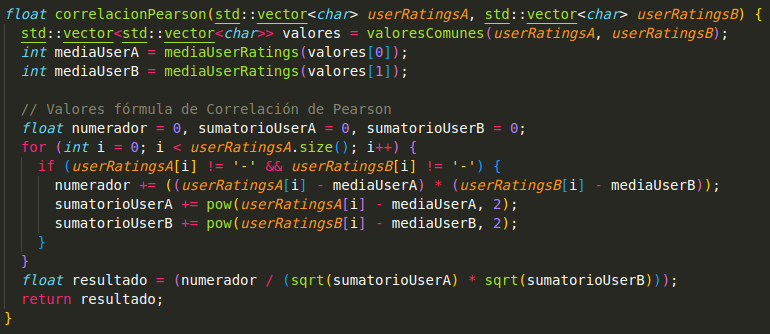 float correlacionPearson(std::vector<char> userRatingsA, std::vector<char> userRatingsB) {
  std::vector<std::vector<char>> valores = valoresComunes(userRatingsA, userRatingsB);
  int mediaUserA = mediaUserRatings(valores[0]);
  int mediaUserB = mediaUserRatings(valores[1]);

  // Valores fórmula de Correlación de Pearson
  float numerador = 0, sumatorioUserA = 0, sumatorioUserB = 0;
  for (int i = 0; i < userRatingsA.size(); i++) {
    if (userRatingsA[i] != '-' && userRatingsB[i] != '-') {
      numerador += ((userRatingsA[i] - mediaUserA) * (userRatingsB[i] - mediaUserB));
      sumatorioUserA += pow(userRatingsA[i] - mediaUserA, 2);
      sumatorioUserB += pow(userRatingsB[i] - mediaUserB, 2);
    }
  }
  float resultado = (numerador / (sqrt(sumatorioUserA) * sqrt(sumatorioUserB)));
  return resultado;
}